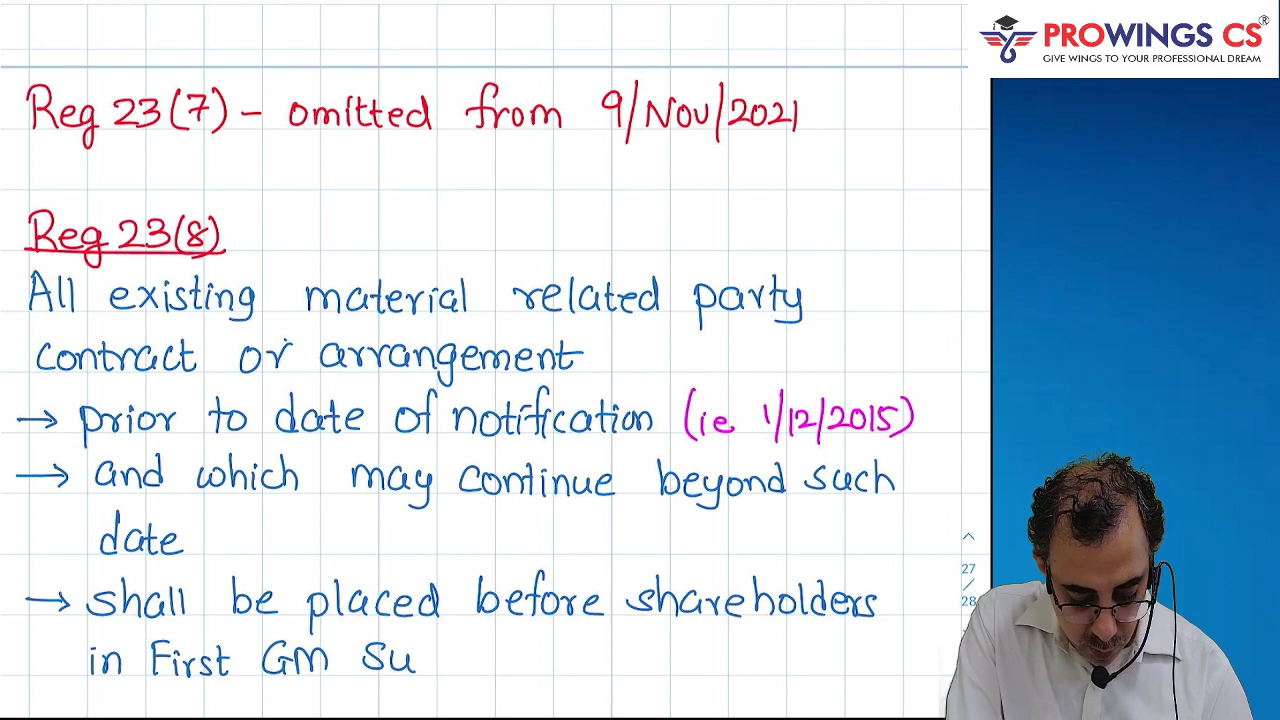 PROWINGS CS®
GIVE WINGS TO YOUR PROFESSIONAL DREAM
Reg 23(7) - omitted from 9/Nov/2021
Reg 23(8)
All existing material related party
contract or arrangement
→ prior to date of notification (ie 1/12/2015)
→ and which may continue beyond such
date
→ shall be placed before shareholders
in First GM Su
27
/
28